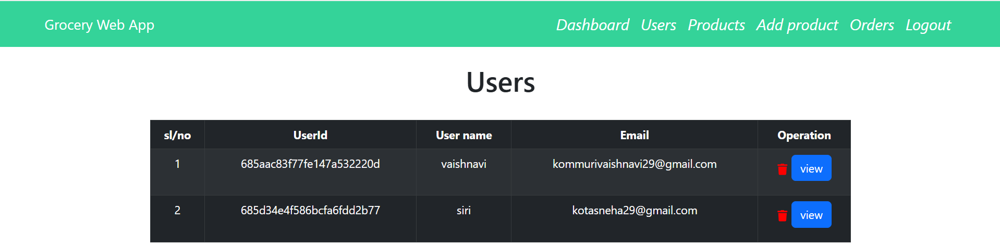 Grocery Web App Dashboard Users Products Add product Orders Logout
Users
sl/no UserId User name Email Operation
1 685aac83f77fe147a532220d vaishnavi kommurivaishnavi29@gmail.com view
2 685d34e4f586bcfa6fdd2b77 siri kotasneha29@gmail.com view